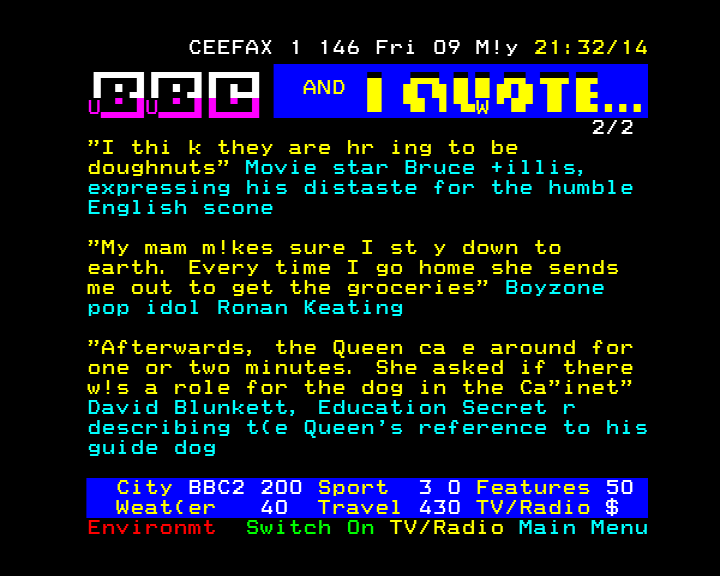 CEEFAX 1 146 Fri 09 M!y 21:32/14
BBC AND I QUOTE...
2/2
"I thi k they are hr ing to be
doughnuts" Movie star Bruce +illis,
expressing his distaste for the humble
English scone
"My mam m!kes sure I st y down to
earth. Every time I go home she sends
me out to get the groceries" Boyzone
pop idol Ronan Keating
"Afterwards, the Queen ca e around for
one or two minutes. She asked if there
w!s a role for the dog in the Ca"inet"
David Blunkett, Education Secret r
describing t(e Queen's reference to his
guide dog
City BBC2 200 Sport 3 0 Features 50
Weat(er 40 Travel 430 TV/Radio $
Environmt Switch On TV/Radio Main Menu